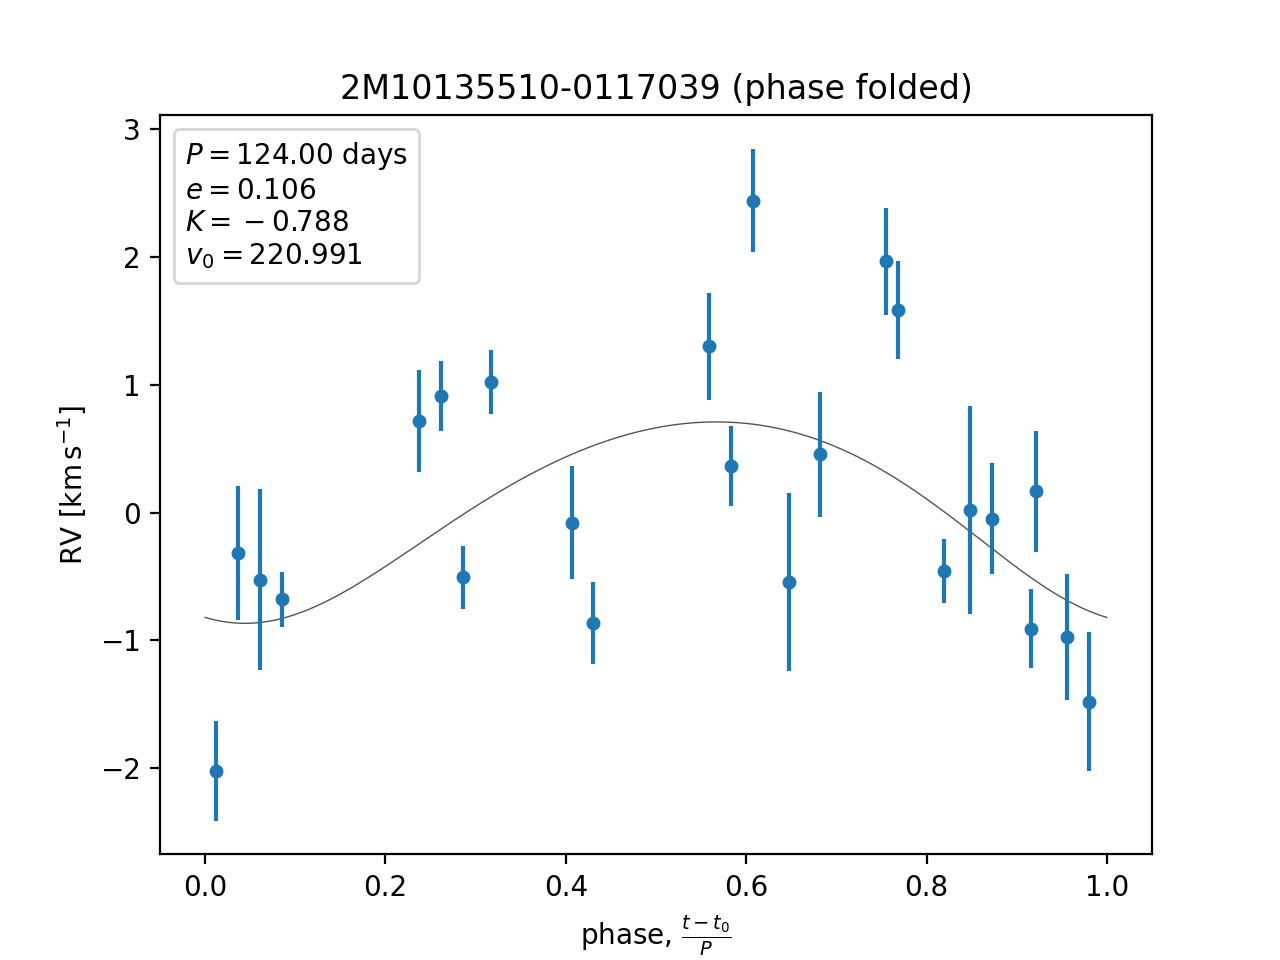 2M10135510-0117039 (phase folded)
P = 124.00 days
e = 0.106
K = −0.788
v₀ = 220.991
3
2
1
0
−1
−2
RV [km s⁻¹]
0.0 0.2 0.4 0.6 0.8 1.0
phase, (t − t₀)/P